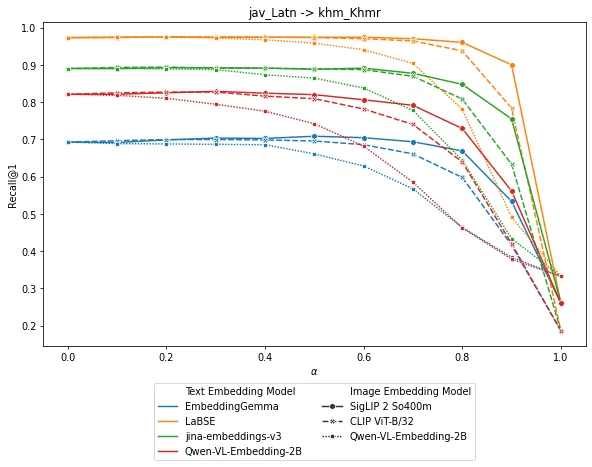 jav_Latn -> khm_Khmr
Recall@1
1.0
0.9
0.8
0.7
0.6
0.5
0.4
0.3
0.2
0.0
0.2
0.4
0.6
0.8
1.0
α
Text Embedding Model
EmbeddingGemma
LaBSE
jina-embeddings-v3
Qwen-VL-Embedding-2B
Image Embedding Model
SigLIP 2 So400m
CLIP ViT-B/32
Qwen-VL-Embedding-2B